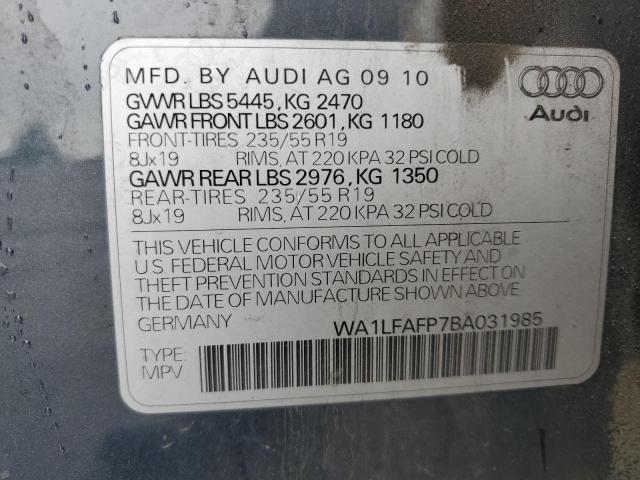 MFD. BY AUDI AG 09 10
GVWR LBS 5445, KG 2470
GAWR FRONT LBS 2601, KG 1180
FRONT-TIRES 235/55 R19
8Jx19 RIMS, AT 220 KPA 32 PSI COLD
GAWR REAR LBS 2976, KG 1350
REAR-TIRES 235/55 R19
8Jx19 RIMS, AT 220 KPA 32 PSI COLD
Audi
THIS VEHICLE CONFORMS TO ALL APPLICABLE
U.S. FEDERAL MOTOR VEHICLE SAFETY AND
THEFT PREVENTION STANDARDS IN EFFECT ON
THE DATE OF MANUFACTURE SHOWN ABOVE.
GERMANY WA1LFAFP7BA031985
TYPE:
MPV